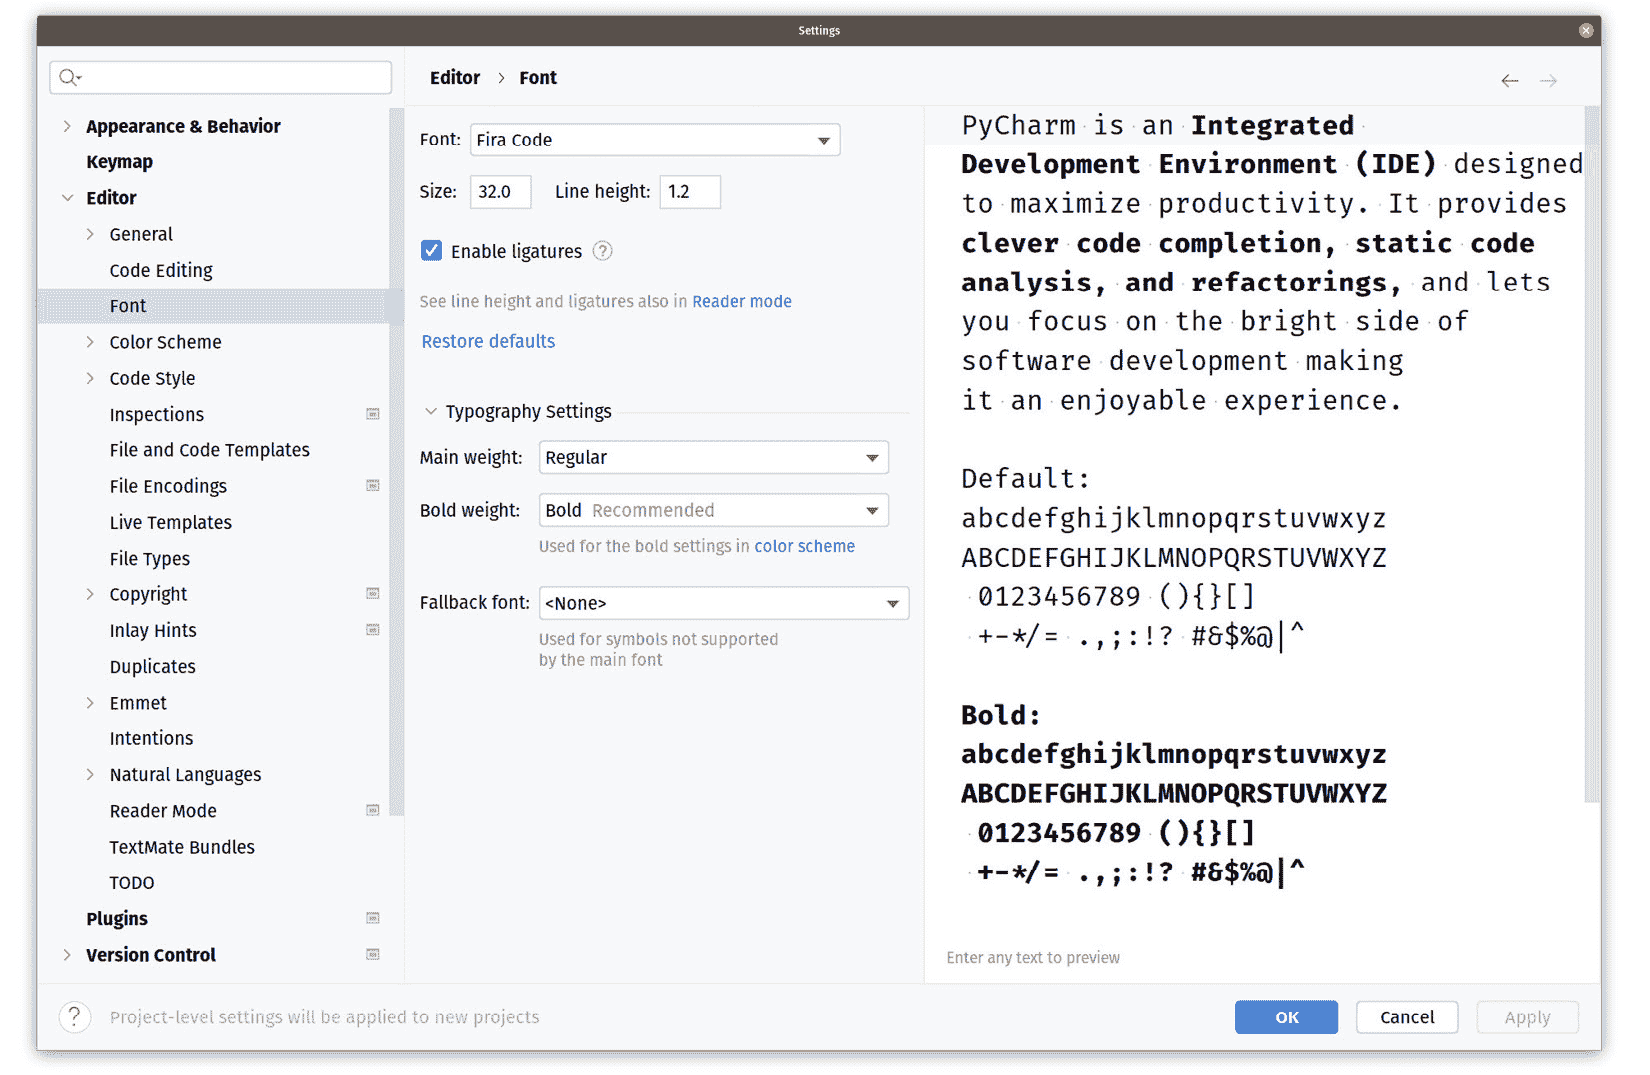 Settings
Editor > Font
Appearance & Behavior
Keymap
Editor
General
Code Editing
Font
Color Scheme
Code Style
Inspections
File and Code Templates
File Encodings
Live Templates
File Types
Copyright
Inlay Hints
Duplicates
Emmet
Intentions
Natural Languages
Reader Mode
TextMate Bundles
TODO
Plugins
Version Control
Font: Fira Code
Size: 32.0 Line height: 1.2
Enable ligatures ?
See line height and ligatures also in Reader mode
Restore defaults
Typography Settings
Main weight: Regular
Bold weight: Bold Recommended
Used for the bold settings in color scheme
Fallback font: <None>
Used for symbols not supported
by the main font
PyCharm is an Integrated
Development Environment (IDE) designed
to maximize productivity. It provides
clever code completion, static code
analysis, and refactorings, and lets
you focus on the bright side of
software development making
it an enjoyable experience.
Default:
abcdefghijklmnopqrstuvwxyz
ABCDEFGHIJKLMNOPQRSTUVWXYZ
0123456789 (){}[]
+-*/= .,;:!? #&$%@|^
Bold:
abcdefghijklmnopqrstuvwxyz
ABCDEFGHIJKLMNOPQRSTUVWXYZ
0123456789 (){}[]
+-*/= .,;:!? #&$%@|^
Enter any text to preview
? Project-level settings will be applied to new projects
OK Cancel Apply